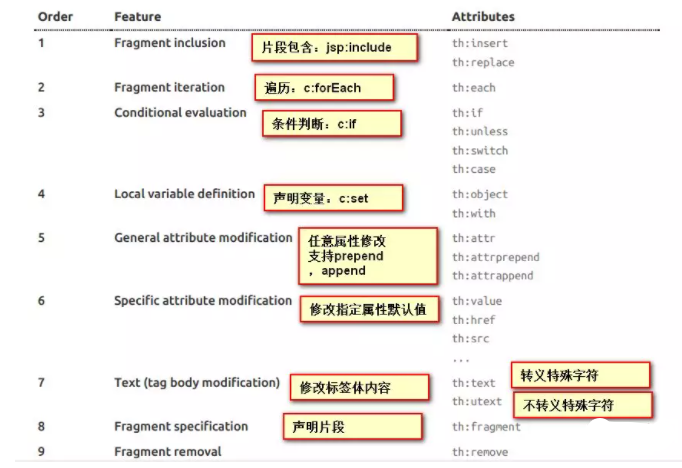 Order Feature Attributes
1 Fragment inclusion 片段包含：jsp:include th:insert
th:replace
2 Fragment iteration 遍历：c:forEach th:each
3 Conditional evaluation 条件判断：c:if th:if
th:unless
th:switch
th:case
4 Local variable definition 声明变量：c:set th:object
th:with
5 General attribute modification 任意属性修改 th:attr
支持prepend th:attrprepend
，append th:attrappend
6 Specific attribute modification 修改指定属性默认值 th:value
th:href
th:src
...
7 Text (tag body modification) 修改标签体内容 th:text 转义特殊字符
th:utext 不转义特殊字符
8 Fragment specification 声明片段 th:fragment
9 Fragment removal th:remove